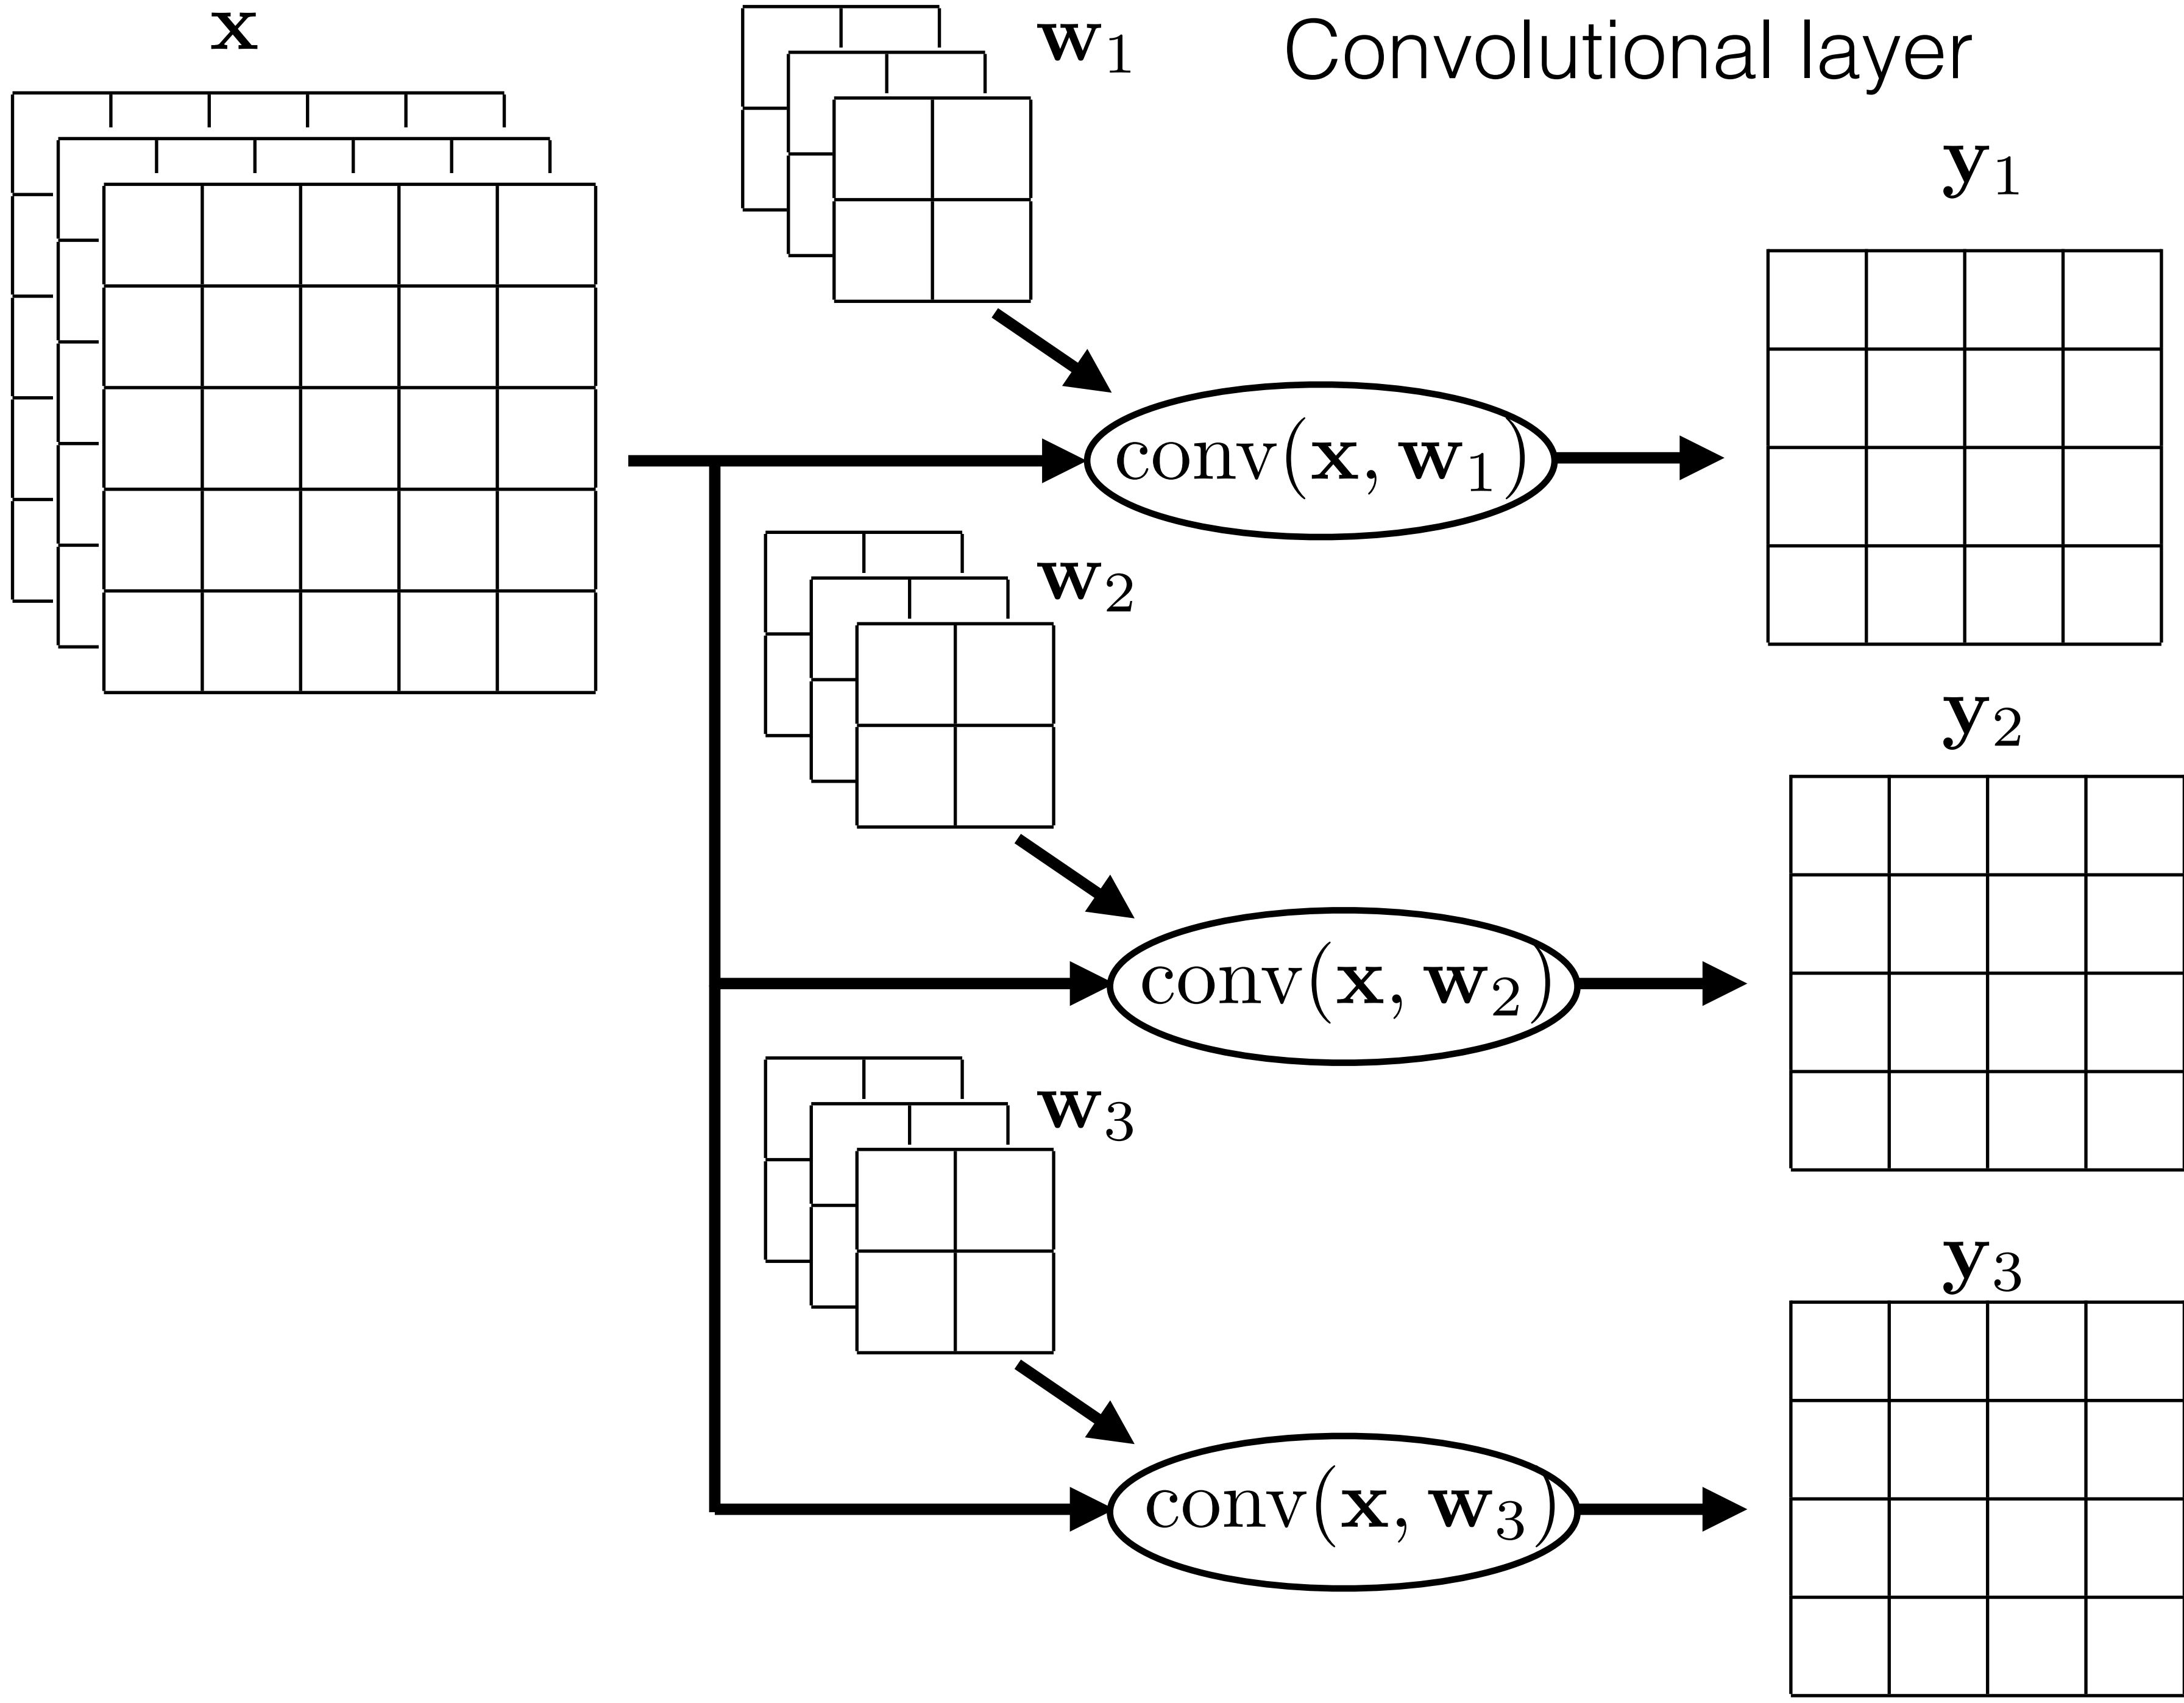 Convolutional layer
x
w₁
conv(x, w₁)
y₁
w₂
conv(x, w₂)
y₂
w₃
conv(x, w₃)
y₃